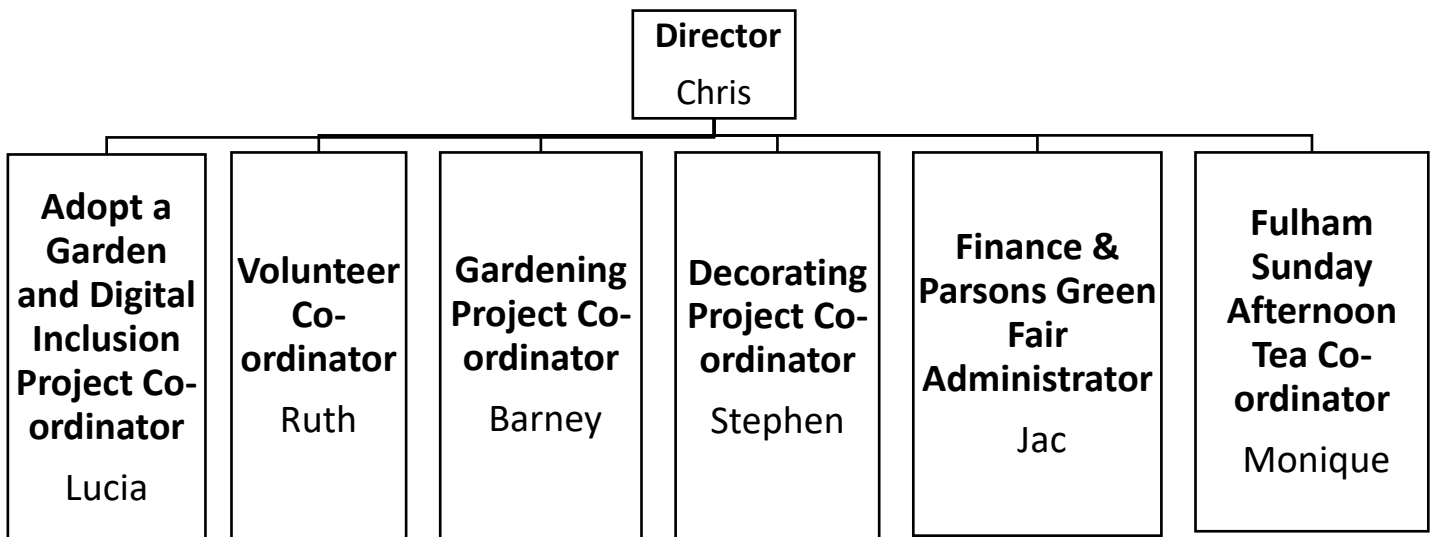 Director
Chris
Adopt a
Garden
and Digital
Inclusion
Project Co-
ordinator
Lucia
Volunteer
Co-
ordinator
Ruth
Gardening
Project Co-
ordinator
Barney
Decorating
Project Co-
ordinator
Stephen
Finance &
Parsons Green
Fair
Administrator
Jac
Fulham
Sunday
Afternoon
Tea Co-
ordinator
Monique